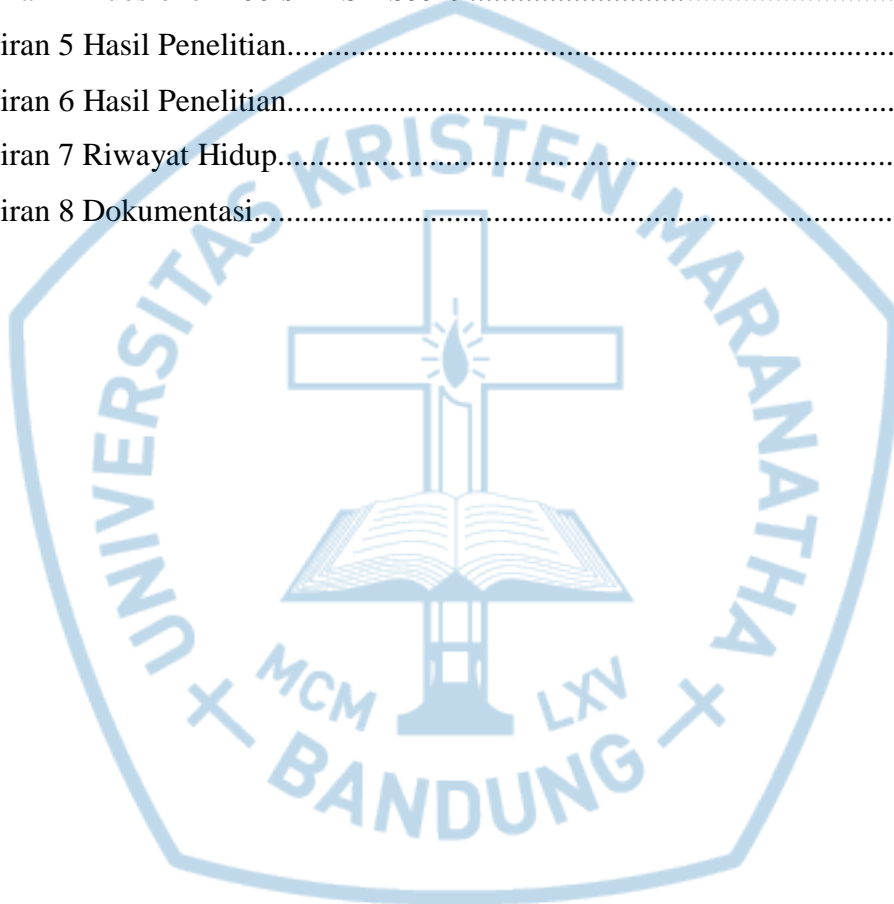 iran 5 Hasil Penelitian
iran 6 Hasil Penelitian
iran 7 Riwayat Hidup
iran 8 Dokumentasi
UNIVERSITAS KRISTEN MARANATHA
MCM LXV
BANDUNG